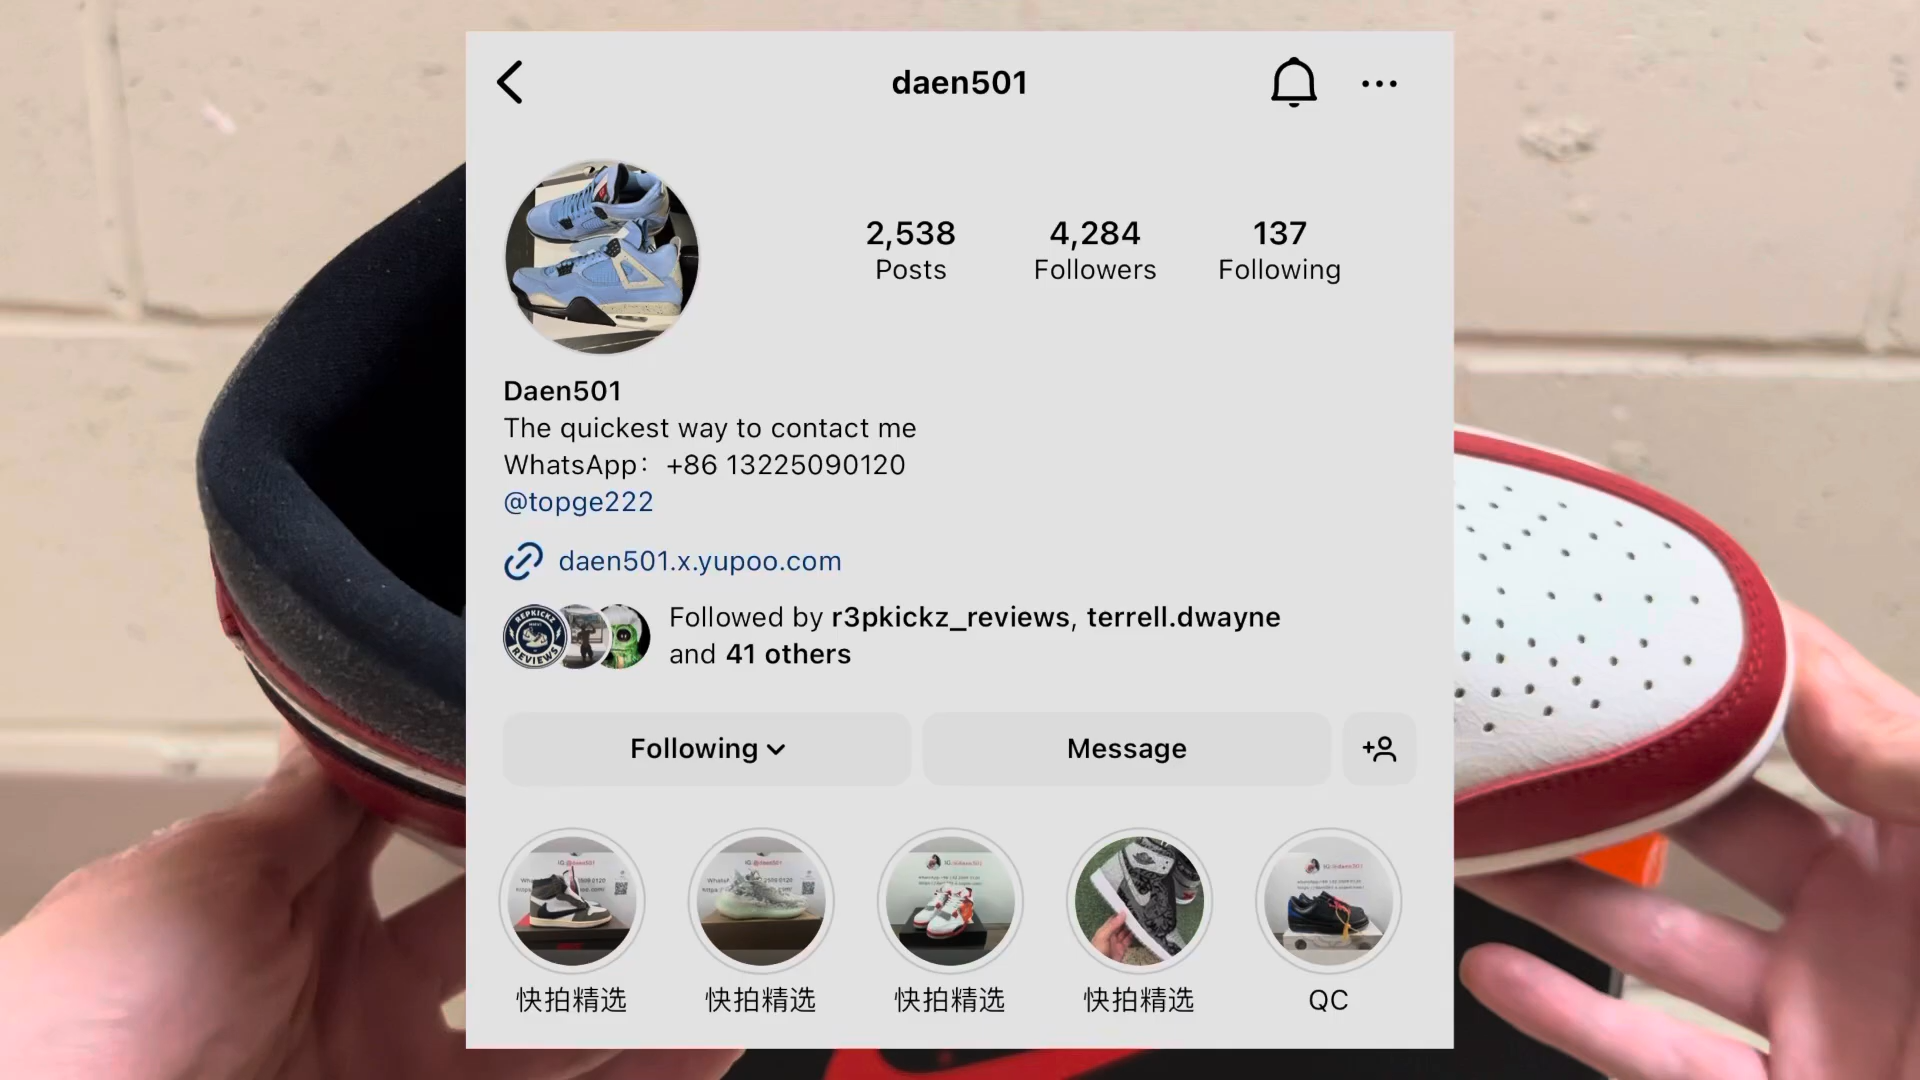 daen501
2,538 4,284 137
Posts Followers Following
Daen501
The quickest way to contact me
WhatsApp： +86 13225090120
@topge222
daen501.x.yupoo.com
REPKICKZ
REVIEWS
Followed by r3pkickz_reviews, terrell.dwayne
and 41 others
Following Message
快拍精选 快拍精选 快拍精选 快拍精选 QC